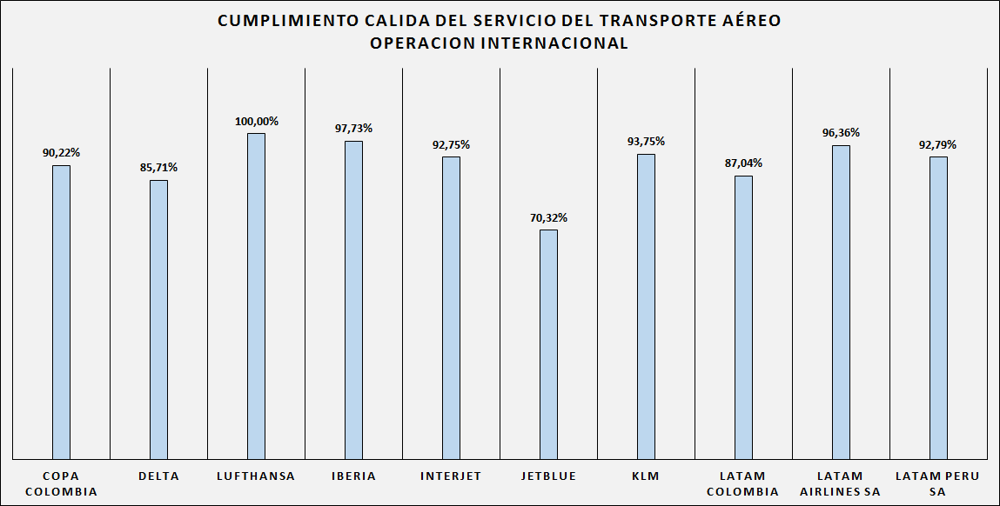 CUMPLIMIENTO CALIDA DEL SERVICIO DEL TRANSPORTE AÉREO
OPERACION INTERNACIONAL
90,22%
85,71%
100,00%
97,73%
92,75%
70,32%
93,75%
87,04%
96,36%
92,79%
COPA
COLOMBIA
DELTA
LUFTHANSA
IBERIA
INTERJET
JETBLUE
KLM
LATAM
COLOMBIA
LATAM
AIRLINES SA
LATAM PERU
SA